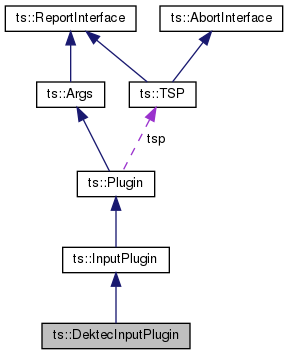 ts::ReportInterface
ts::AbortInterface
ts::Args
ts::TSP
tsp
ts::Plugin
ts::InputPlugin
ts::DektecInputPlugin